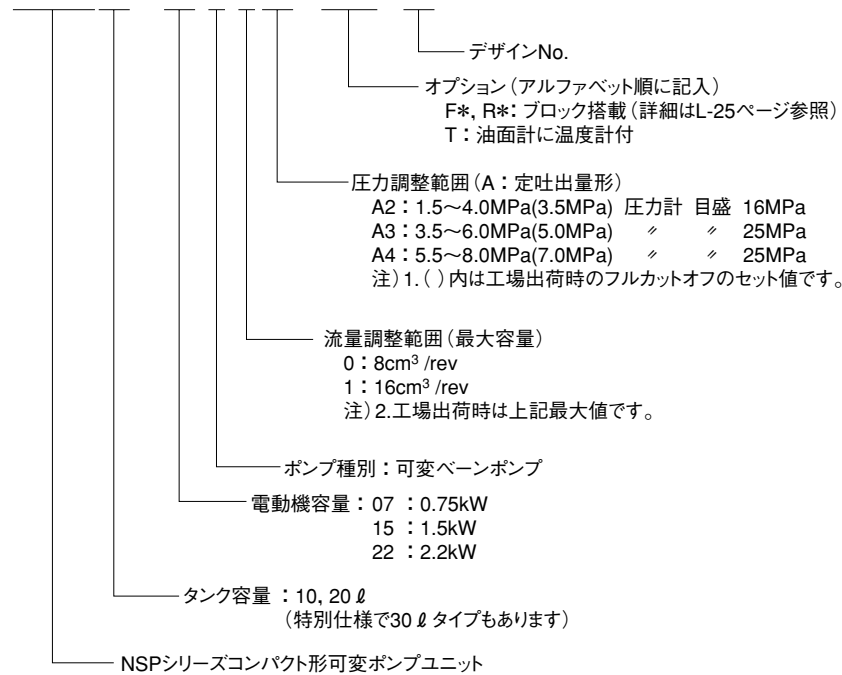 デザインNo.
オプション（アルファベット順に記入）
F*, R*：ブロック搭載（詳細はL-25ページ参照）
T：油面計に温度計付
圧力調整範囲（A：定吐出量形）
A2：1.5～4.0MPa(3.5MPa) 圧力計 目盛 16MPa
A3：3.5～6.0MPa(5.0MPa) 〃 〃 25MPa
A4：5.5～8.0MPa(7.0MPa) 〃 〃 25MPa
注）1.( )内は工場出荷時のフルカットオフのセット値です。
流量調整範囲（最大容量）
0：8cm³ /rev
1：16cm³ /rev
注）2.工場出荷時は上記最大値です。
ポンプ種別：可変ベーンポンプ
電動機容量：07 ：0.75kW
15 ：1.5kW
22 ：2.2kW
タンク容量 ：10, 20 ℓ
（特別仕様で30 ℓ タイプもあります）
NSPシリーズコンパクト形可変ポンプユニット